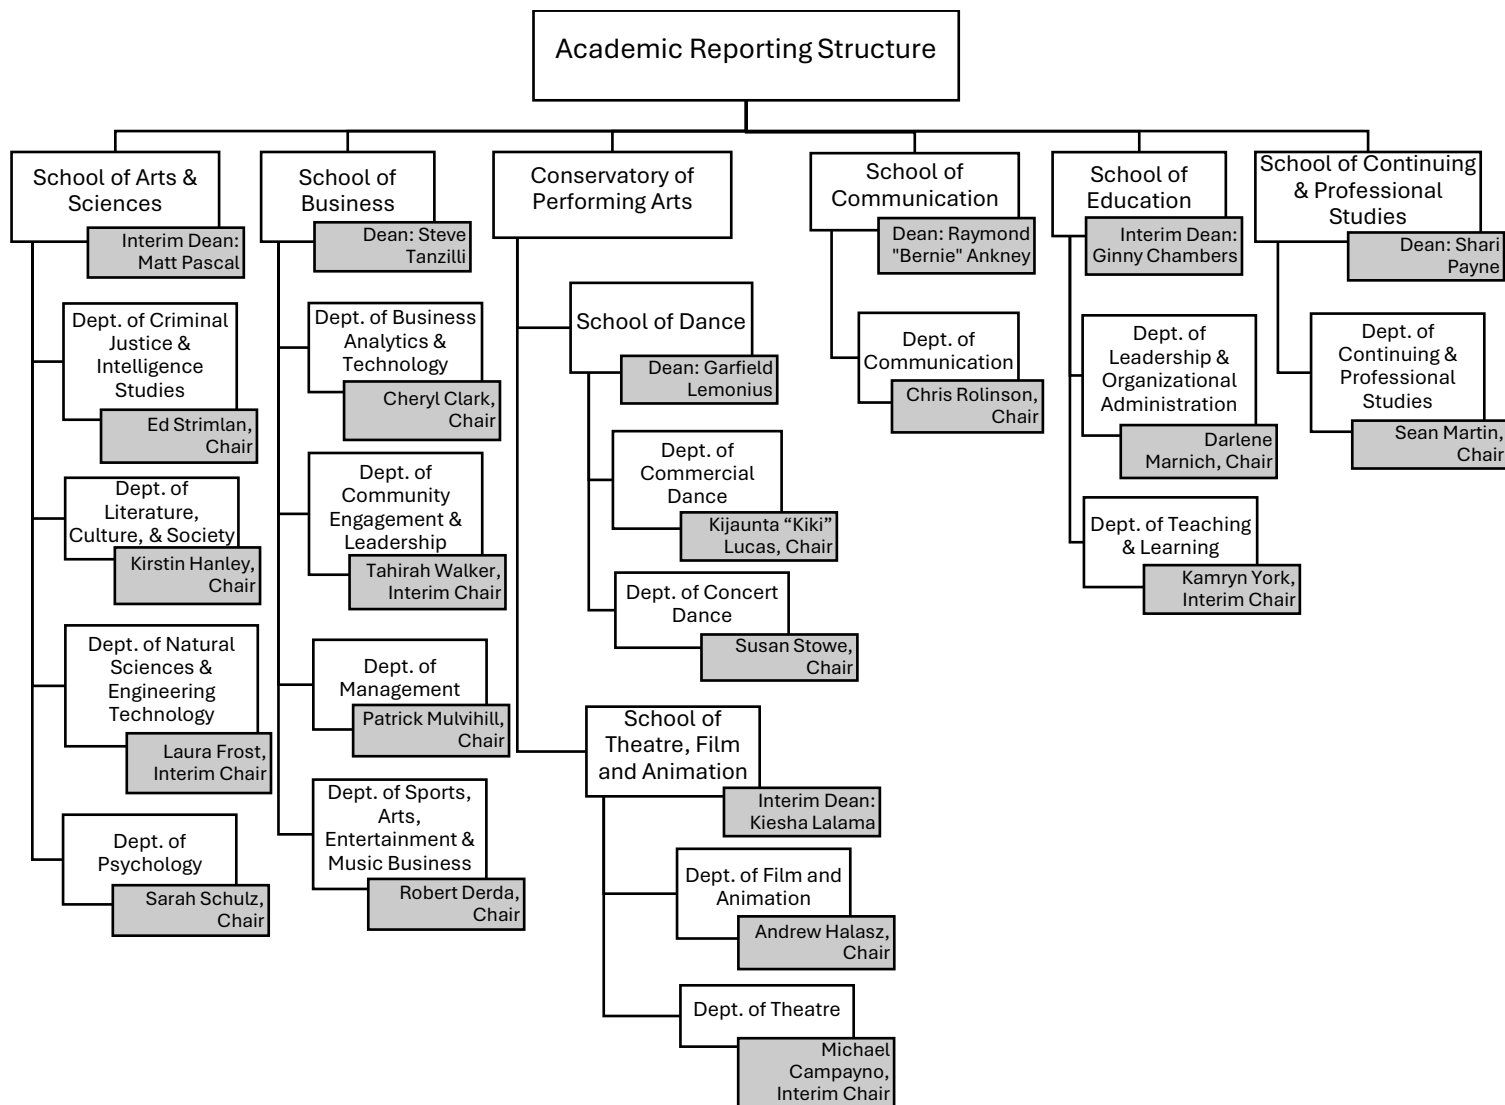 Academic Reporting Structure
School of Arts &
Sciences
Interim Dean:
Matt Pascal
Dept. of Criminal
Justice &
Intelligence
Studies
Ed Strimlan,
Chair
Dept. of
Literature,
Culture, & Society
Kirstin Hanley,
Chair
Dept. of Natural
Sciences &
Engineering
Technology
Laura Frost,
Interim Chair
Dept. of
Psychology
Sarah Schulz,
Chair
School of
Business
Dean: Steve
Tanzilli
Dept. of Business
Analytics &
Technology
Cheryl Clark,
Chair
Dept. of
Community
Engagement &
Leadership
Tahirah Walker,
Interim Chair
Dept. of
Management
Patrick Mulvihill,
Chair
Dept. of Sports,
Arts,
Entertainment &
Music Business
Robert Derda,
Chair
Conservatory of
Performing Arts
School of Dance
Dean: Garfield
Lemonius
Dept. of
Commercial
Dance
Kijaunta “Kiki”
Lucas, Chair
Dept. of Concert
Dance
Susan Stowe,
Chair
School of
Theatre, Film
and Animation
Interim Dean:
Kiesha Lalama
Dept. of Film and
Animation
Andrew Halasz,
Chair
Dept. of Theatre
Michael
Campayno,
Interim Chair
School of
Communication
Dean: Raymond
"Bernie" Ankney
Dept. of
Communication
Chris Rolinson,
Chair
School of
Education
Interim Dean:
Ginny Chambers
Dept. of
Leadership &
Organizational
Administration
Darlene
Marnich, Chair
Dept. of Teaching
& Learning
Kamryn York,
Interim Chair
School of Continuing
& Professional
Studies
Dean: Shari
Payne
Dept. of
Continuing &
Professional
Studies
Sean Martin,
Chair